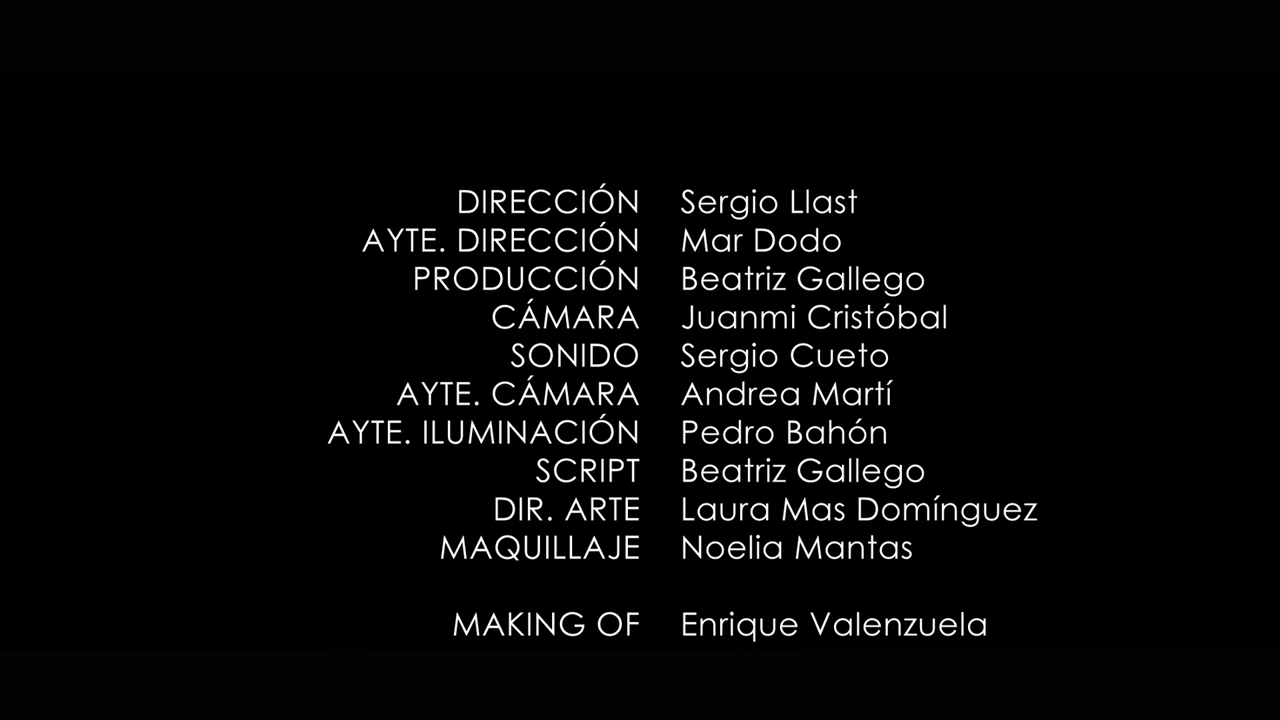 DIRECCIÓN Sergio Llast
AYTE. DIRECCIÓN Mar Dodo
PRODUCCIÓN Beatriz Gallego
CÁMARA Juanmi Cristóbal
SONIDO Sergio Cueto
AYTE. CÁMARA Andrea Martí
AYTE. ILUMINACIÓN Pedro Bahón
SCRIPT Beatriz Gallego
DIR. ARTE Laura Mas Domínguez
MAQUILLAJE Noelia Mantas
MAKING OF Enrique Valenzuela